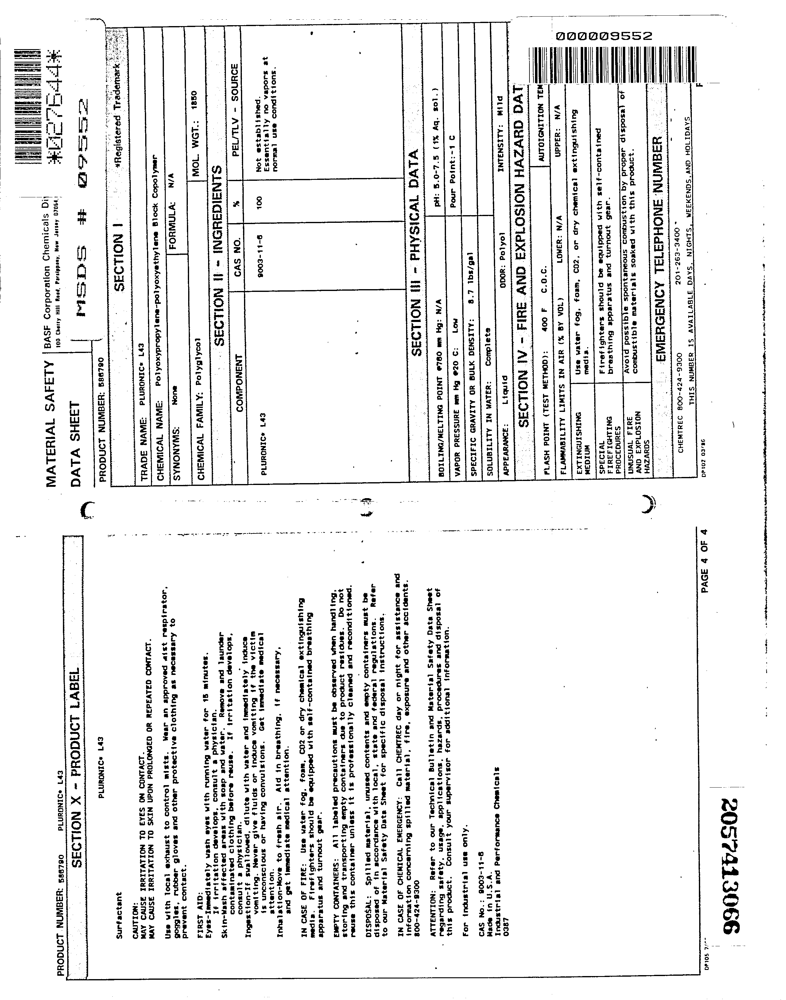 000009552
*0276444*
MATERIAL SAFETY
DATA SHEET
BASF Corporation Chemicals Di
100 Cherry Hill Road, Parsippany, New Jersey 07054
MSDS # 09552
PRODUCT NUMBER: 586790
SECTION I
*Registered Trademark
TRADE NAME: PLURONIC* L43
CHEMICAL NAME: Polyoxypropylene-polyoxyethylene Block Copolymer
SYNONYMS: None
FORMULA: N/A
CHEMICAL FAMILY: Polyglycol
MOL. WGT.: 1850
SECTION II - INGREDIENTS
COMPONENT
CAS NO.
%
PEL/TLV - SOURCE
PLURONIC* L43
9003-11-6
100
Not established.
Essentially no vapors at
normal use conditions.
SECTION III - PHYSICAL DATA
BOILING/MELTING POINT @760 mm Hg: N/A
pH: 5.0-7.5 (1% Aq. sol.)
VAPOR PRESSURE mm Hg @20 C: Low
Pour Point:-1 C
SPECIFIC GRAVITY OR BULK DENSITY: 8.7 lbs/gal
SOLUBILITY IN WATER: Complete
APPEARANCE: Liquid
ODOR: Polyol
INTENSITY: Mild
SECTION IV - FIRE AND EXPLOSION HAZARD DAT
FLASH POINT (TEST METHOD): 400 F C.O.C.
AUTOIGNITION TEM
FLAMMABILITY LIMITS IN AIR (% BY VOL)
LOWER: N/A
UPPER: N/A
EXTINGUISHING
MEDIUM
Use water fog, foam, CO2, or dry chemical extinguishing
media.
SPECIAL
FIREFIGHTING
PROCEDURES
Firefighters should be equipped with self-contained
breathing apparatus and turnout gear.
UNUSUAL FIRE
AND EXPLOSION
HAZARDS
Avoid possible spontaneous combustion by proper disposal of
combustible materials soaked with this product.
EMERGENCY TELEPHONE NUMBER
CHEMTREC 800-424-9300
201-263-3400
THIS NUMBER IS AVAILABLE DAYS, NIGHTS, WEEKENDS, AND HOLIDAYS
DP102 03/86
PRODUCT NUMBER: 586790
PLURONIC* L43
SECTION X - PRODUCT LABEL
PLURONIC* L43
Surfactant
CAUTION:
MAY CAUSE IRRITATION TO EYES ON CONTACT.
MAY CAUSE IRRITATION TO SKIN UPON PROLONGED OR REPEATED CONTACT.
Use with local exhaust to control mists. Wear an approved mist respirator,
goggles, rubber gloves and other protective clothing as necessary to
prevent contact.
FIRST AID:
Eyes-Immediately wash eyes with running water for 15 minutes.
If irritation develops, consult a physician.
Skin-Wash affected areas with soap and water. Remove and launder
contaminated clothing before reuse. If irritation develops,
consult a physician.
Ingestion-If swallowed, dilute with water and immediately induce
vomiting. Never give fluids or induce vomiting if the victim
is unconscious or having convulsions. Get immediate medical
attention.
Inhalation-Move to fresh air. Aid in breathing, if necessary,
and get immediate medical attention.
IN CASE OF FIRE: Use water fog, foam, CO2 or dry chemical extinguishing
media. Firefighters should be equipped with self-contained breathing
apparatus and turnout gear.
EMPTY CONTAINERS: All labeled precautions must be observed when handling,
storing and transporting empty containers due to product residues. Do not
reuse this container unless it is professionally cleaned and reconditioned.
DISPOSAL: Spilled material, unused contents and empty containers must be
disposed of in accordance with local, state and federal regulations. Refer
to our Material Safety Data Sheet for specific disposal instructions.
IN CASE OF CHEMICAL EMERGENCY: Call CHEMTREC day or night for assistance and
information concerning spilled material, fire, exposure and other accidents.
800-424-9300
ATTENTION: Refer to our Technical Bulletin and Material Safety Data Sheet
regarding safety, usage, applications, hazards, procedures and disposal of
this product. Consult your supervisor for additional information.
For industrial use only.
CAS No.: 9003-11-6
Made in U.S.A.
Industrial and Performance Chemicals
0387
DP105
PAGE 4 OF 4
2057413066